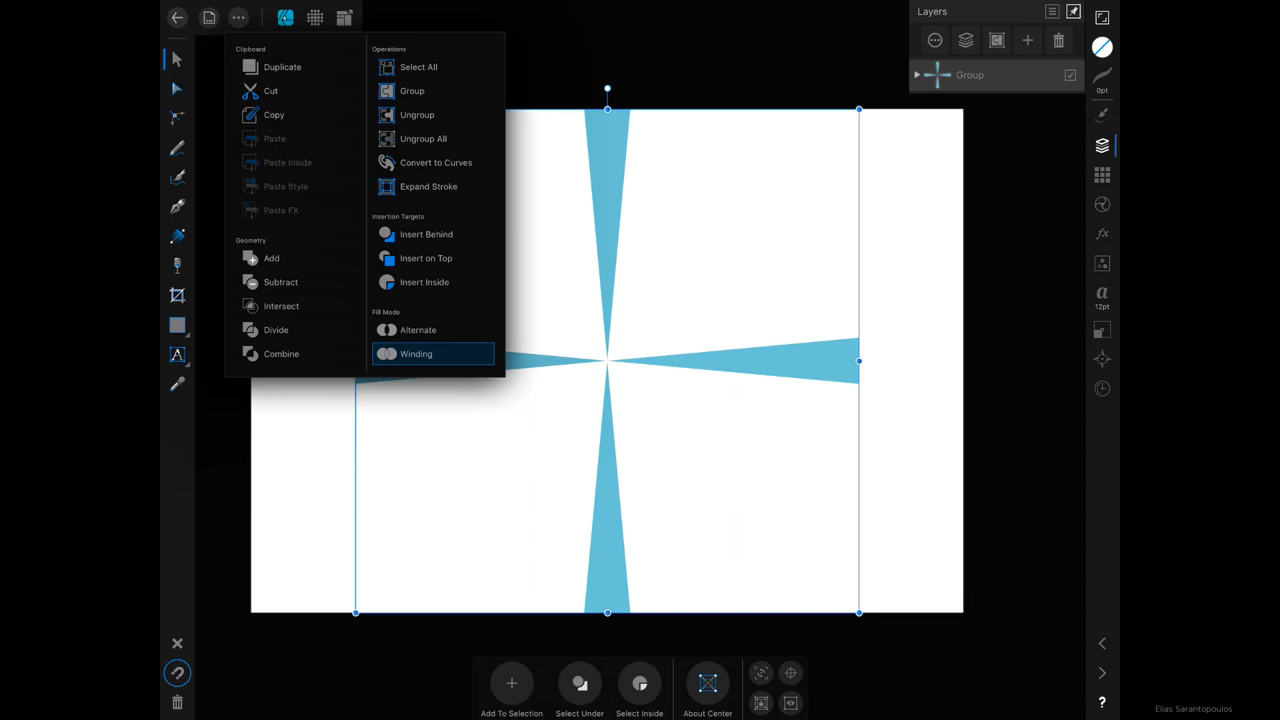 Clipboard
Duplicate
Cut
Copy
Paste
Paste Inside
Paste Style
Paste FX
Geometry
Add
Subtract
Intersect
Divide
Combine
Operations
Select All
Group
Ungroup
Ungroup All
Convert to Curves
Expand Stroke
Insertion Targets
Insert Behind
Insert on Top
Insert Inside
Fill Mode
Alternate
Winding
Layers
Group
0pt
fx
a
12pt
?
A
Add To Selection
Select Under
Select Inside
About Center
Elias Sarantopoulos